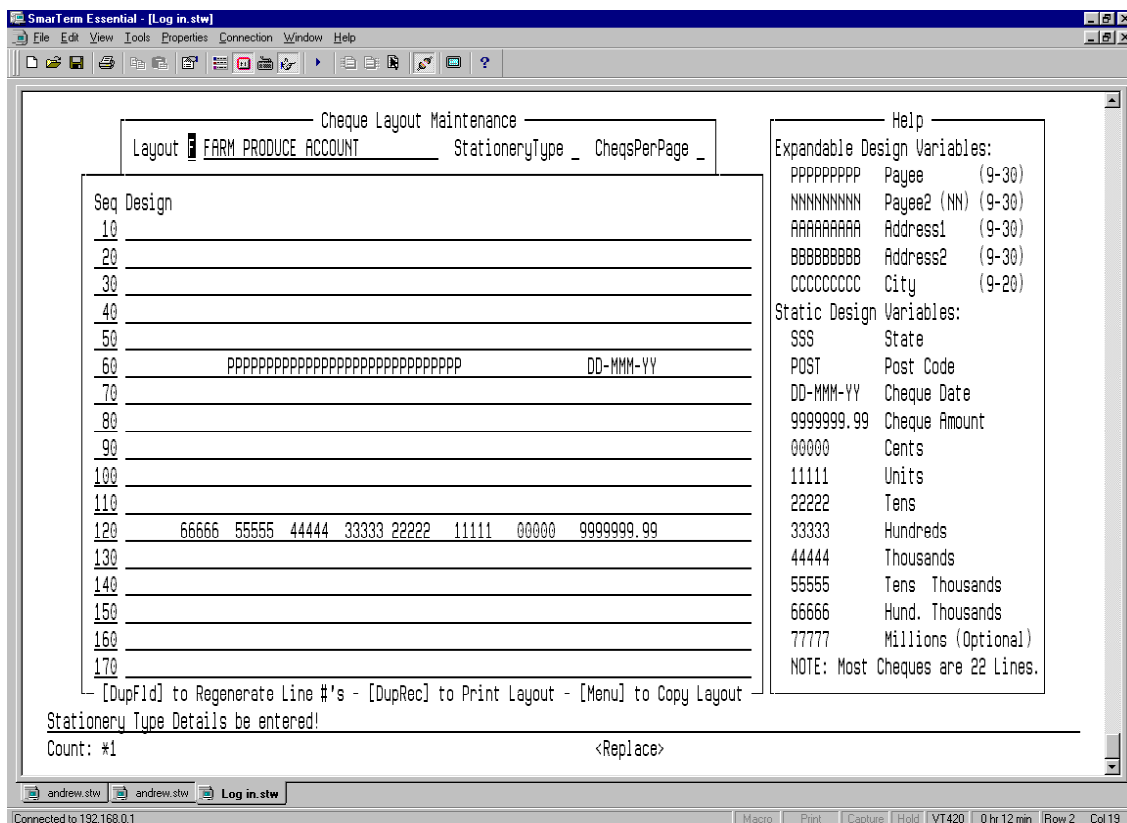 SmarTerm Essential - [Log in.stw]
File Edit View Tools Properties Connection Window Help
Cheque Layout Maintenance
Layout F FARM PRODUCE ACCOUNT StationeryType _ CheqsPerPage _
Seq Design
10
20
30
40
50
60 PPPPPPPPPPPPPPPPPPPPPPPPPPPPPP DD-MMM-YY
70
80
90
100
110
120 66666 55555 44444 33333 22222 11111 00000 9999999.99
130
140
150
160
170
[DupFld] to Regenerate Line #'s - [DupRec] to Print Layout - [Menu] to Copy Layout
Help
Expandable Design Variables:
PPPPPPPPP Payee (9-30)
NNNNNNNNN Payee2 (NN) (9-30)
AAAAAAAAA Address1 (9-30)
BBBBBBBBB Address2 (9-30)
CCCCCCCCC City (9-20)
Static Design Variables:
SSS State
POST Post Code
DD-MMM-YY Cheque Date
9999999.99 Cheque Amount
00000 Cents
11111 Units
22222 Tens
33333 Hundreds
44444 Thousands
55555 Tens Thousands
66666 Hund. Thousands
77777 Millions (Optional)
NOTE: Most Cheques are 22 Lines.
Stationery Type Details be entered!
Count: *1 <Replace>
andrew.stw andrew.stw Log in.stw
Connected to 192.168.0.1 Macro Print Capture Hold VT420 0 hr 12 min Row 2 Col 19